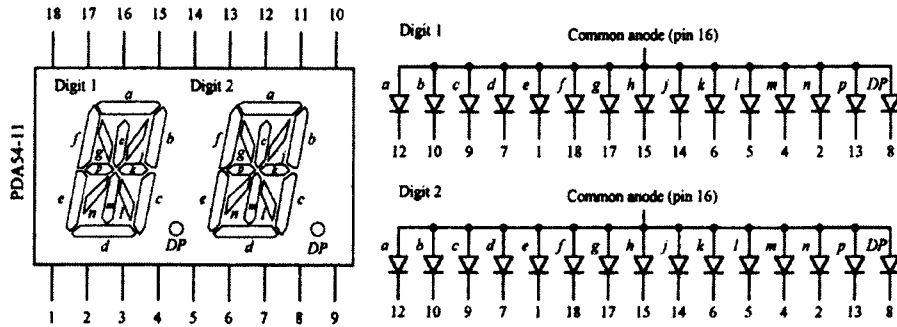 18 17 16 15 14 13 12 11 10
PDA54-11
Digit 1 Digit 2
a a
f b f b
g g
e n m l c e n m l c
d DP d DP
1 2 3 4 5 6 7 8 9
Digit 1
Common anode (pin 16)
a b c d e f g h j k l m n p DP
12 10 9 7 1 18 17 15 14 6 5 4 2 13 8
Digit 2
Common anode (pin 16)
a b c d e f g h j k l m n p DP
12 10 9 7 1 18 17 15 14 6 5 4 2 13 8